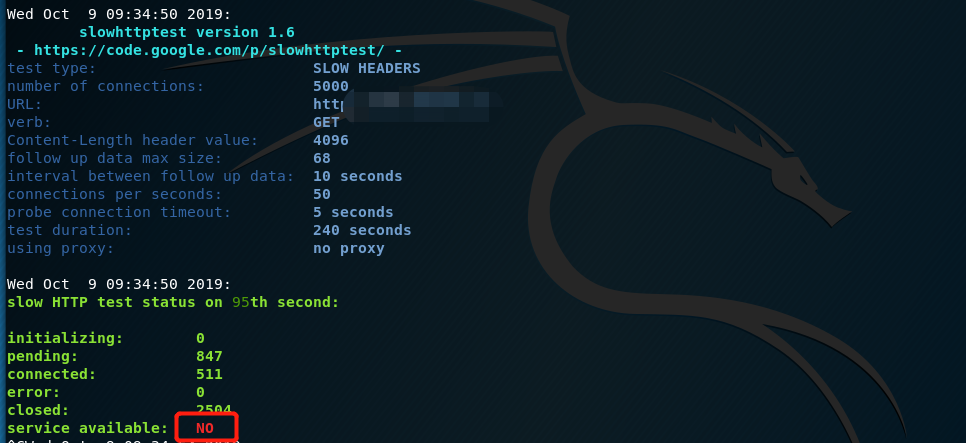 Wed Oct  9 09:34:50 2019:
slowhttptest version 1.6
- https://code.google.com/p/slowhttptest/ -
test type: SLOW HEADERS
number of connections: 5000
URL: http
verb: GET
Content-Length header value: 4096
follow up data max size: 68
interval between follow up data: 10 seconds
connections per seconds: 50
probe connection timeout: 5 seconds
test duration: 240 seconds
using proxy: no proxy
Wed Oct  9 09:34:50 2019:
slow HTTP test status on 95th second:
initializing: 0
pending: 847
connected: 511
error: 0
closed: 2504
service available: NO